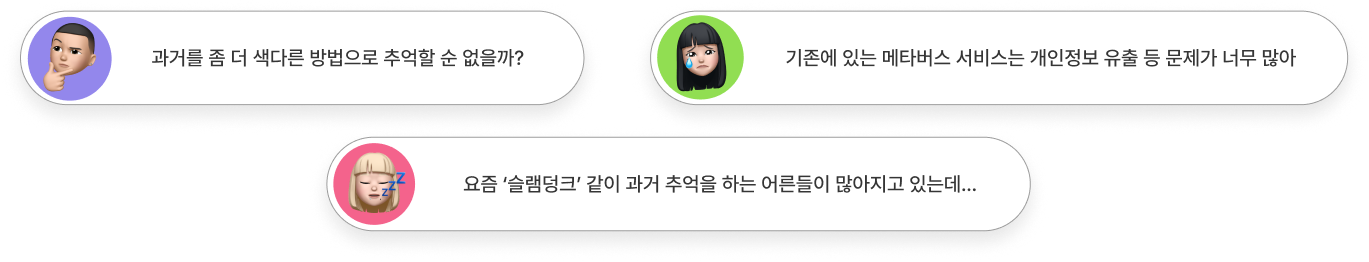 과거를 좀 더 색다른 방법으로 추억할 순 없을까?
기존에 있는 메타버스 서비스는 개인정보 유출 등 문제가 너무 많아
요즘 ‘슬램덩크’ 같이 과거 추억을 하는 어른들이 많아지고 있는데...